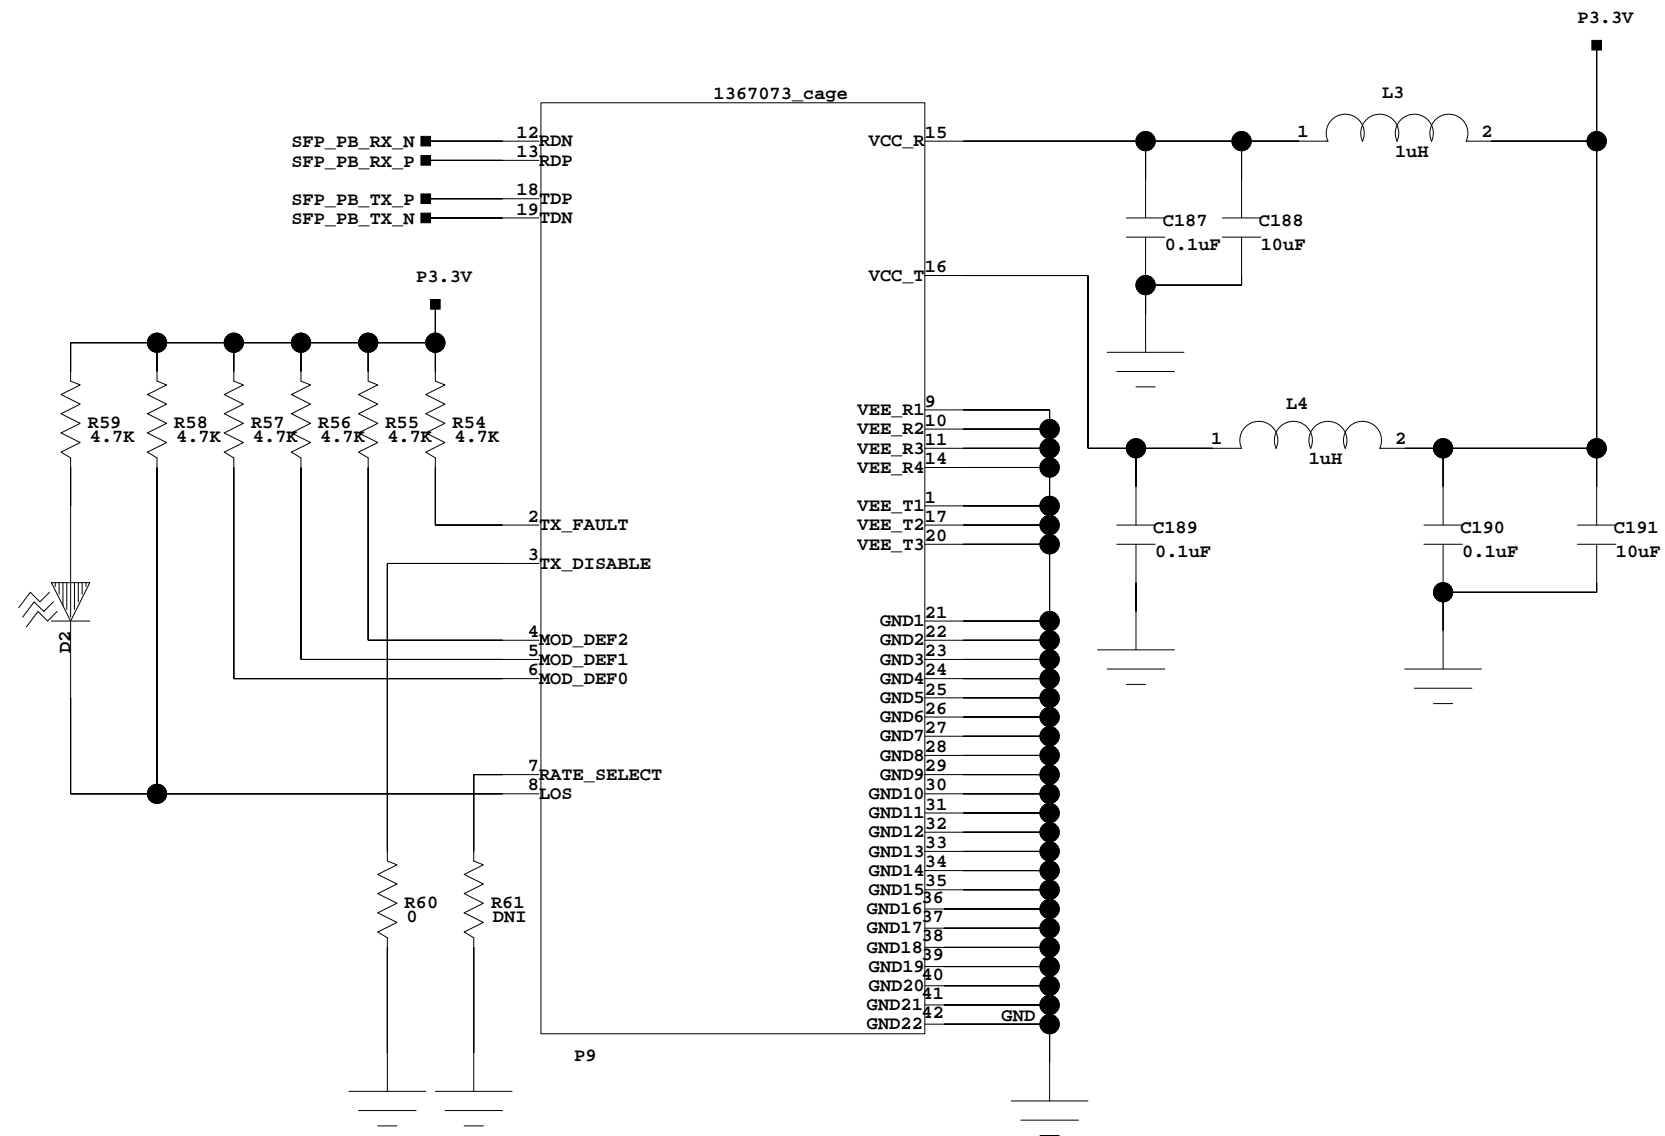 P3.3V
1367073_cage
L3
1
2
1uH
SFP_PB_RX_N
12
RDN
SFP_PB_RX_P
13
RDP
VCC_R
15
SFP_PB_TX_P
18
TDP
SFP_PB_TX_N
19
TDN
C187
0.1uF
C188
10uF
VCC_T
16
P3.3V
R59
4.7K
R58
4.7K
R57
4.7K
R56
4.7K
R55
4.7K
R54
4.7K
L4
1
2
1uH
VEE_R1
9
VEE_R2
10
VEE_R3
11
VEE_R4
14
VEE_T1
1
VEE_T2
17
VEE_T3
20
2
TX_FAULT
3
TX_DISABLE
C189
0.1uF
C190
0.1uF
C191
10uF
D2
4
MOD_DEF2
5
MOD_DEF1
6
MOD_DEF0
7
RATE_SELECT
8
LOS
GND1
21
GND2
22
GND3
23
GND4
24
GND5
25
GND6
26
GND7
27
GND8
28
GND9
29
GND10
30
GND11
31
GND12
32
GND13
33
GND14
34
GND15
35
GND16
36
GND17
37
GND18
38
GND19
39
GND20
40
GND21
41
GND22
42
GND
R60
0
R61
DNI
P9